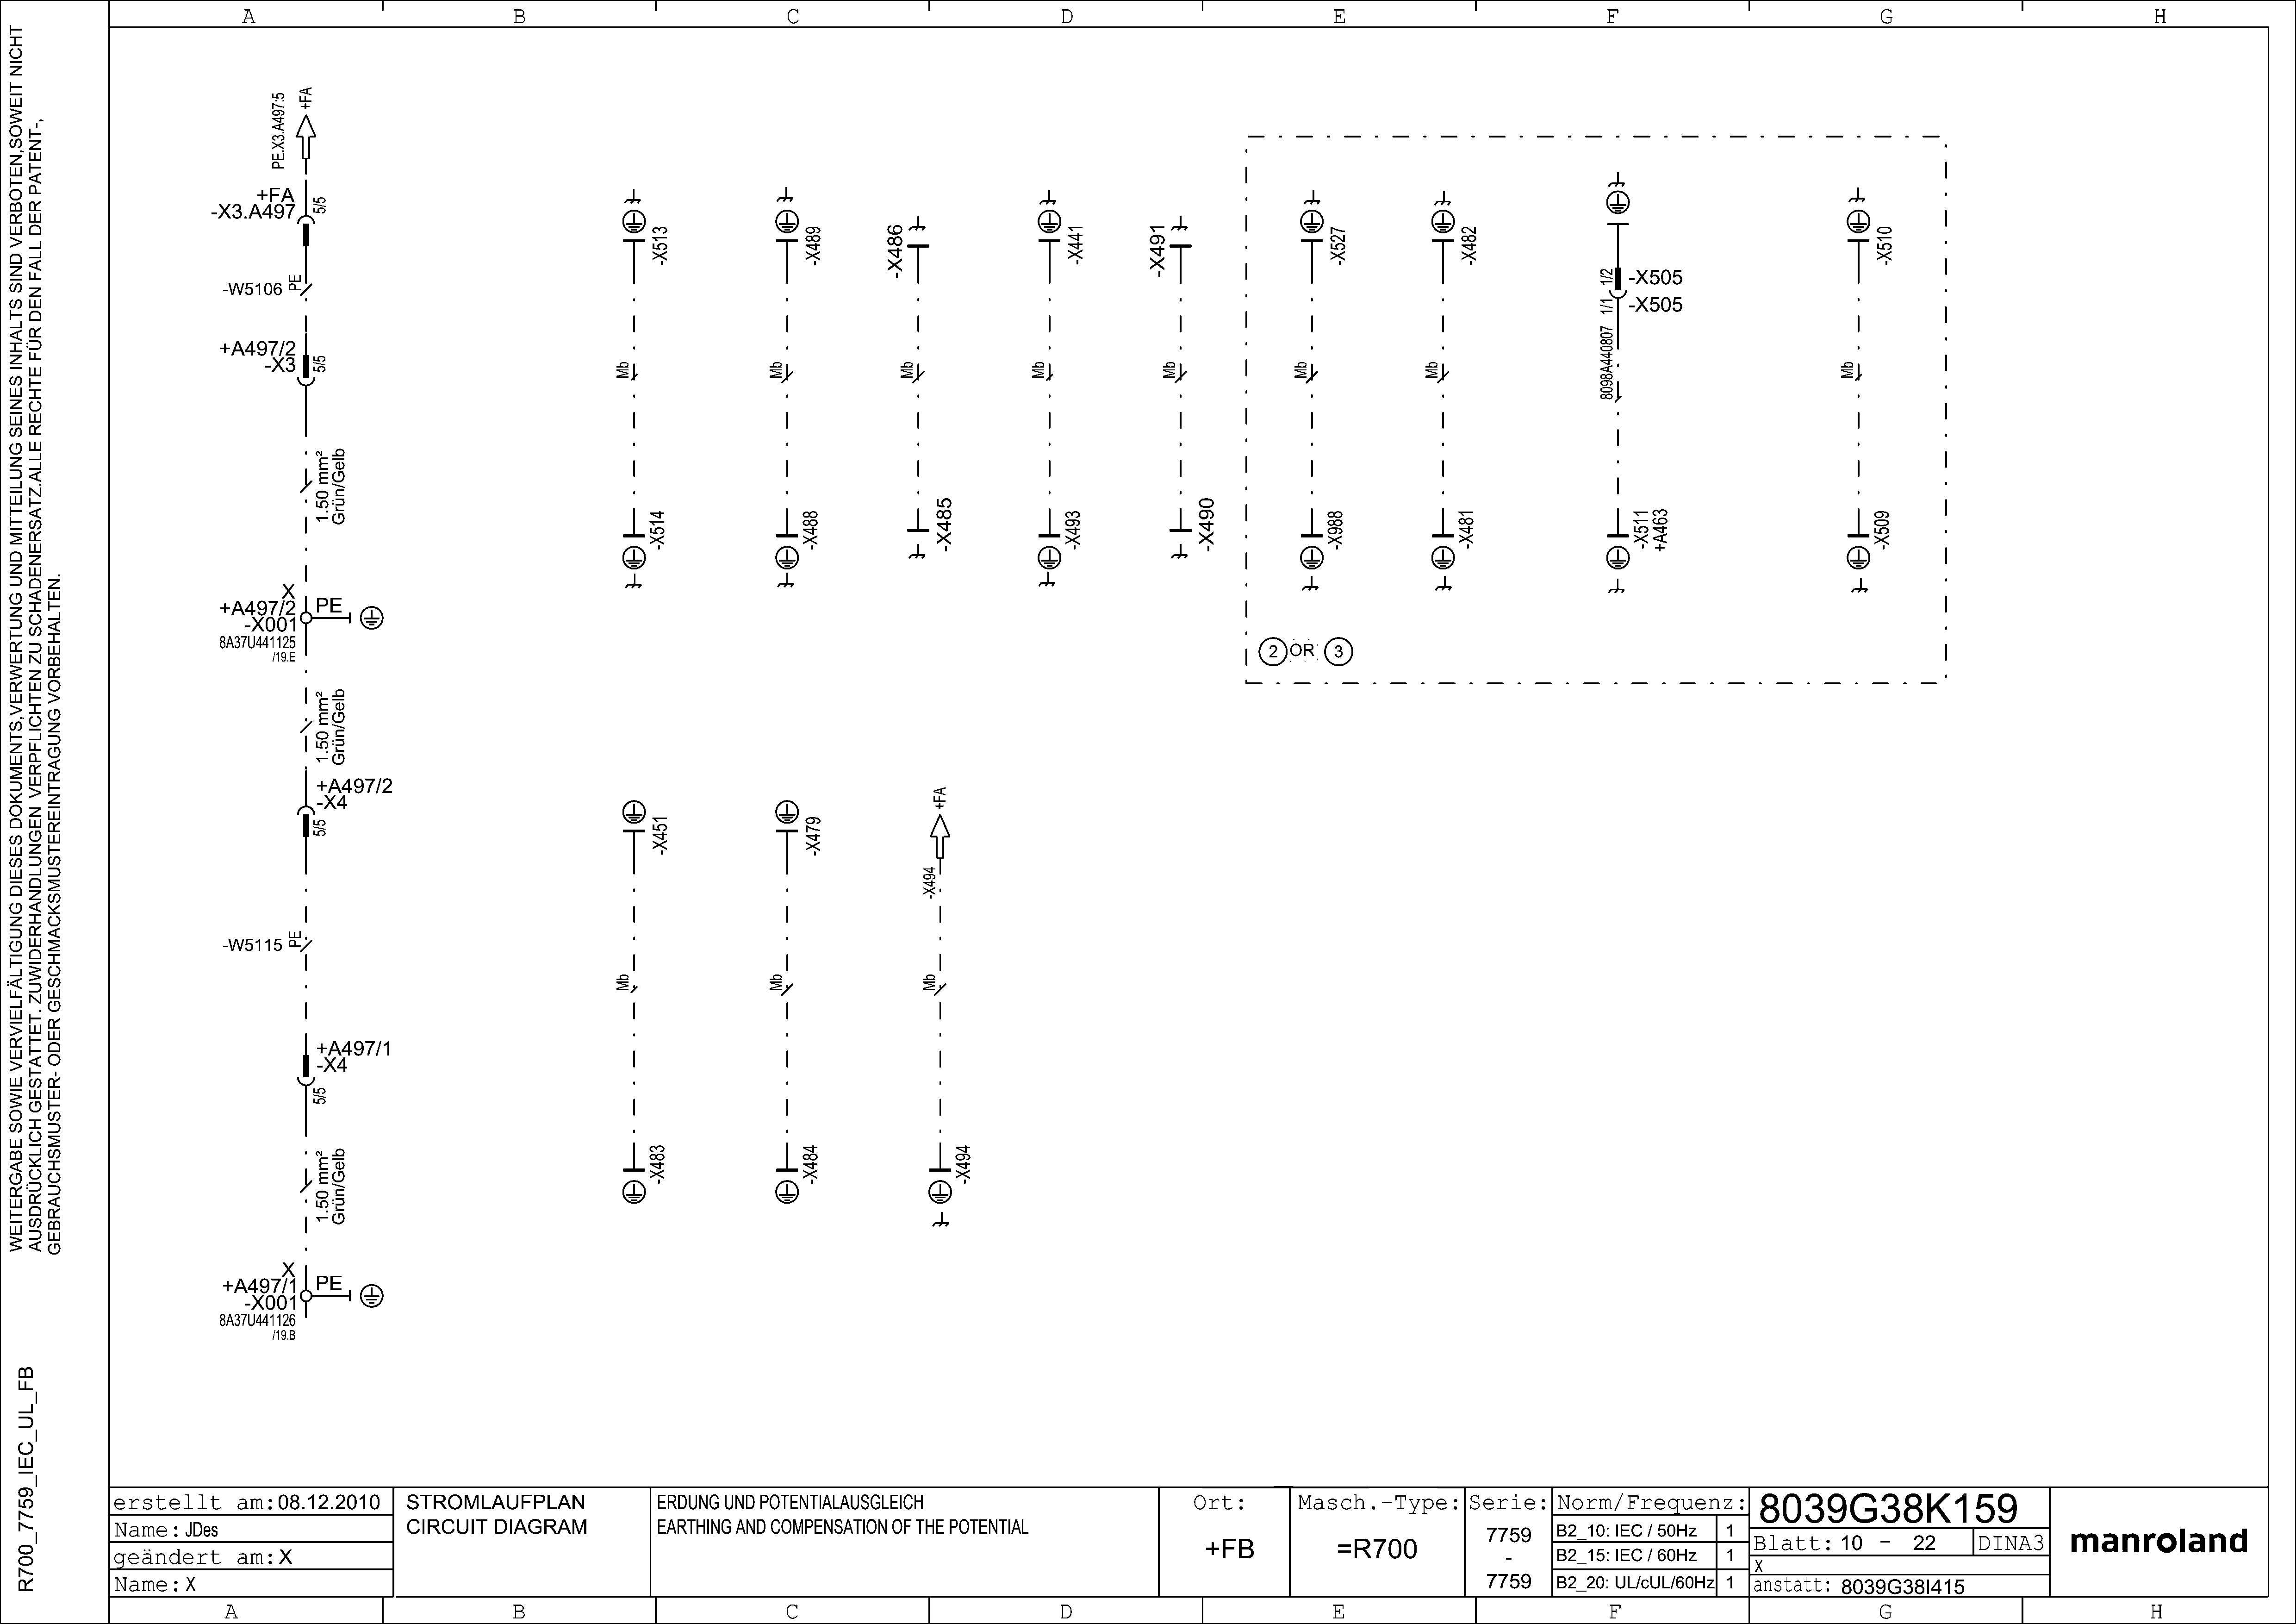 A B C D E F G H
WEITERGABE SOWIE VERVIELFÄLTIGUNG DIESES DOKUMENTS,VERWERTUNG UND MITTEILUNG SEINES INHALTS SIND VERBOTEN,SOWEIT NICHT
AUSDRÜCKLICH GESTATTET. ZUWIDERHANDLUNGEN VERPFLICHTEN ZU SCHADENERSATZ.ALLE RECHTE FÜR DEN FALL DER PATENT-,
GEBRAUCHSMUSTER- ODER GESCHMACKSMUSTEREINTRAGUNG VORBEHALTEN.
R700_7759_IEC_UL_FB
PE.X3.A497:5
+FA
+FA
-X3.A497
5/5
-W5106
PE
+A497/2
-X3
5/5
1.50 mm²
Grün/Gelb
X
+A497/2
-X001
8A37U441125
/19.E
PE
1.50 mm²
Grün/Gelb
+A497/2
-X4
5/5
-W5115
PE
+A497/1
-X4
5/5
1.50 mm²
Grün/Gelb
X
+A497/1
-X001
8A37U441126
/19.B
PE
-X513
Mb
-X514
-X489
Mb
-X488
-X486
Mb
-X485
-X441
Mb
-X493
-X491
Mb
-X490
-X527
Mb
-X988
-X482
Mb
-X481
1/2
-X505
1/1
-X505
8098A440807
-X511
+A463
-X510
Mb
-X509
2 OR 3
-X451
Mb
-X483
-X479
Mb
-X484
+FA
-X494
Mb
-X494
erstellt am: 08.12.2010
Name: JDes
geändert am: X
Name: X
STROMLAUFPLAN
CIRCUIT DIAGRAM
ERDUNG UND POTENTIALAUSGLEICH
EARTHING AND COMPENSATION OF THE POTENTIAL
Ort:
+FB
Masch.-Type:
=R700
Serie:
7759
-
7759
Norm/Frequenz:
B2_10: IEC / 50Hz 1
B2_15: IEC / 60Hz 1
B2_20: UL/cUL/60Hz 1
8039G38K159
Blatt: 10 - 22 DINA3
X
anstatt: 8039G38I415
manroland
A B C D E F G H